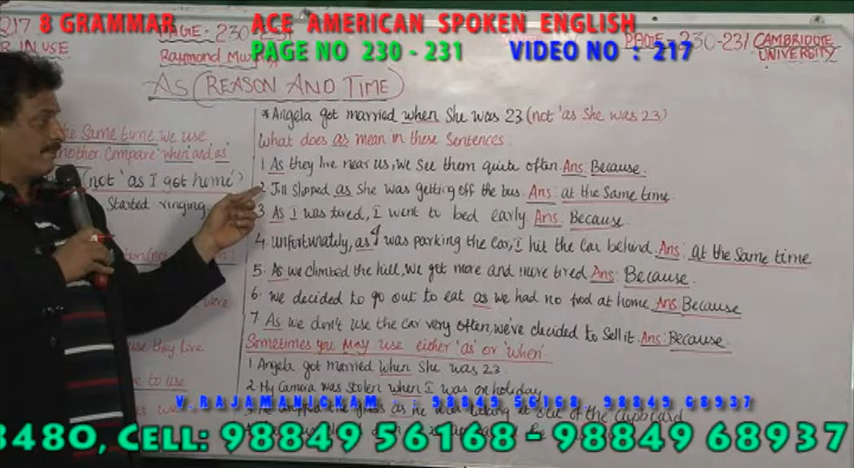 217 8 GRAMMAR ACE AMERICAN SPOKEN ENGLISH
PAGE NO 230 - 231 VIDEO NO : 217
R IN USE
PAGE: 230-
Raymond
PAGE: 230-231 CAMBRIDGE
UNIVERSITY
AS (REASON AND TIME)
Same time we use
nother Compare 'when' and 'as'
(not 'as I got home')
Started ringing
they live
to use
* Angela got married when She was 23 (not 'as She was 23)
What does as mean in these Sentences.
1. As they live near us, we see them quite often. Ans: Because.
2. Jill slipped as she was getting off the bus. Ans: at the Same time.
3. As I was tired, I went to bed early. Ans: Because.
4. Unfortunately, as I was parking the car, I hit the car behind. Ans: at the Same time
5. As we climbed the hill, we got more and more tired. Ans: Because.
6. we decided to go out to eat as we had no food at home. Ans Because
7. As we don't use the car very often, we've decided to Sell it. Ans: Because.
Sometimes you may use either 'as' or 'when'.
1. Angela got married when She was 23.
2. My Camera was stolen when I was on holiday
V. RAJAMANICKAM . : 98849 56168 98849 68937
of the cupboard
3480, CELL: 98849 56168 - 98849 68937